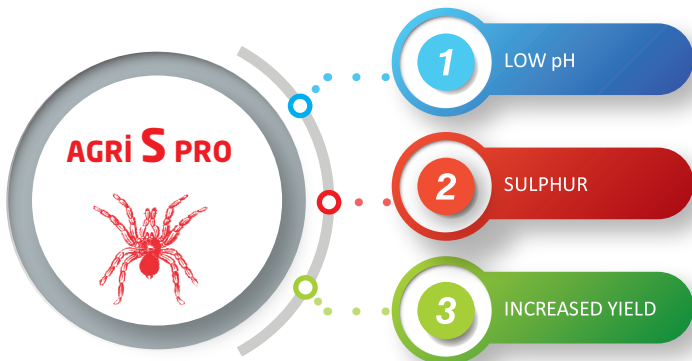 AGRİ S PRO
1
LOW pH
2
SULPHUR
3
INCREASED YIELD